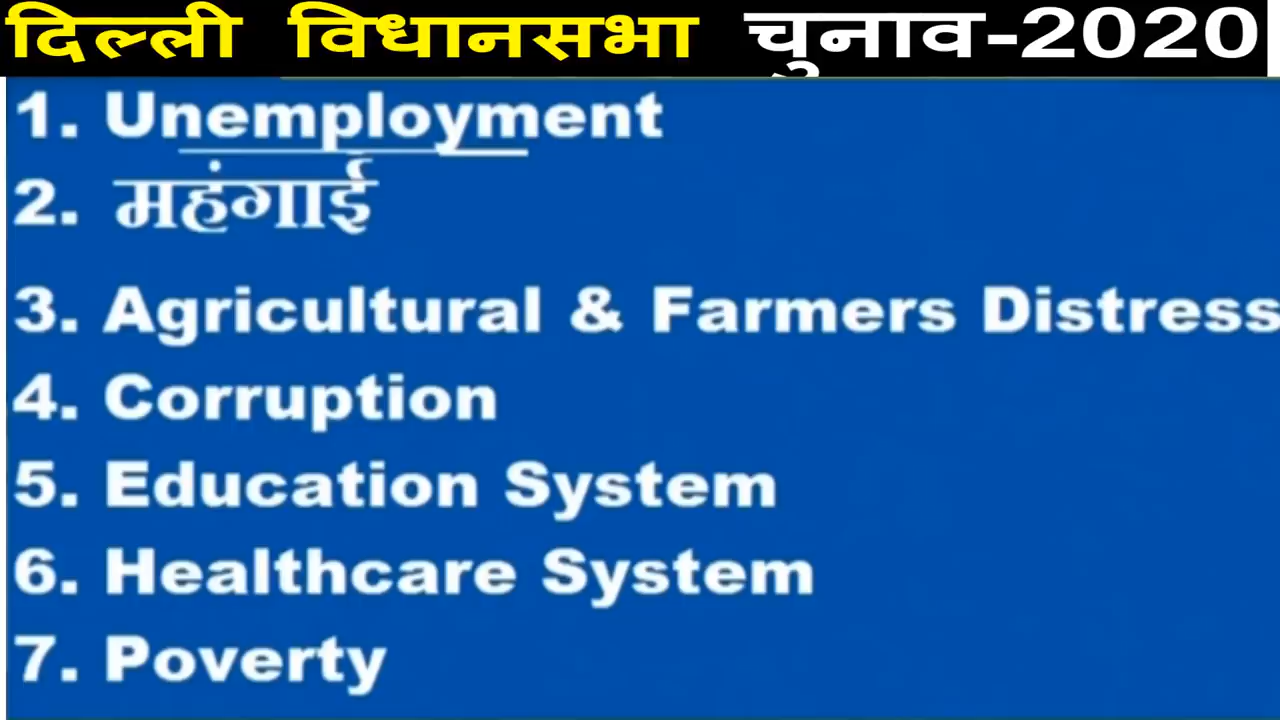 दिल्ली विधानसभा चुनाव-2020
1. Unemployment
2. महंगाई
3. Agricultural & Farmers Distress
4. Corruption
5. Education System
6. Healthcare System
7. Poverty